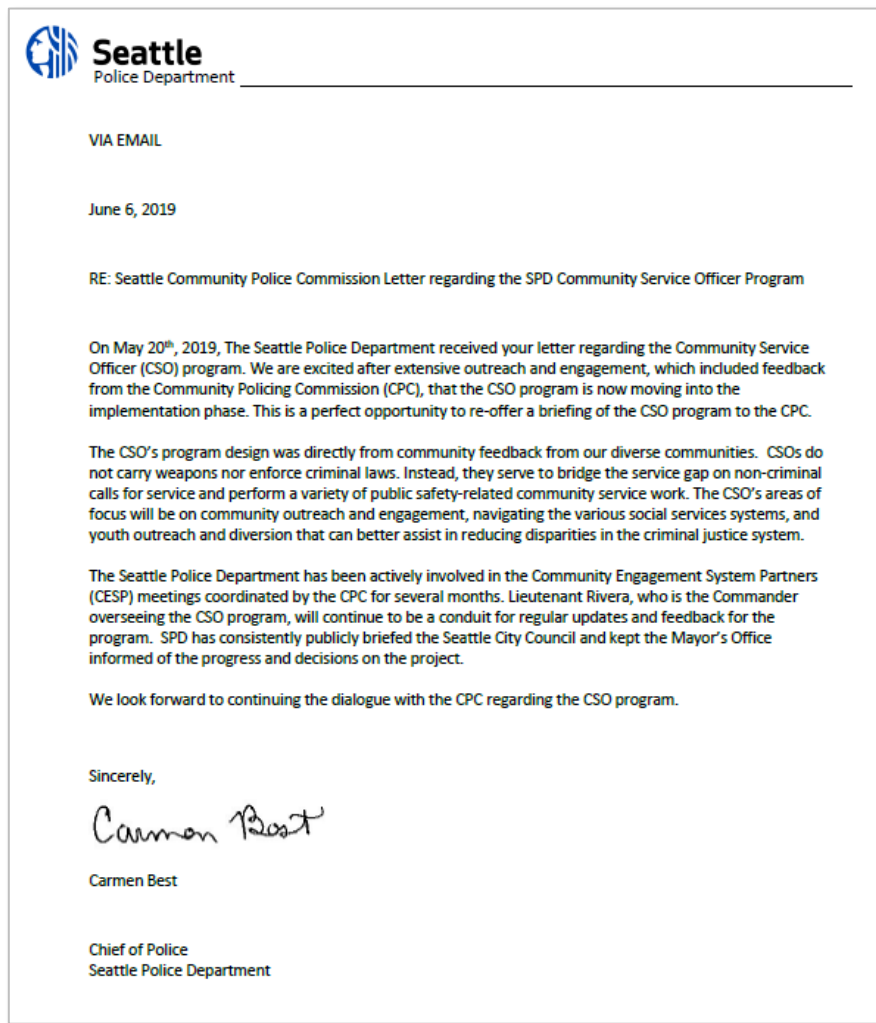 Seattle
Police Department
VIA EMAIL
June 6, 2019
RE: Seattle Community Police Commission Letter regarding the SPD Community Service Officer Program
On May 20th, 2019, The Seattle Police Department received your letter regarding the Community Service
Officer (CSO) program. We are excited after extensive outreach and engagement, which included feedback
from the Community Policing Commission (CPC), that the CSO program is now moving into the
implementation phase. This is a perfect opportunity to re-offer a briefing of the CSO program to the CPC.
The CSO's program design was directly from community feedback from our diverse communities. CSOs do
not carry weapons nor enforce criminal laws. Instead, they serve to bridge the service gap on non-criminal
calls for service and perform a variety of public safety-related community service work. The CSO's areas of
focus will be on community outreach and engagement, navigating the various social services systems, and
youth outreach and diversion that can better assist in reducing disparities in the criminal justice system.
The Seattle Police Department has been actively involved in the Community Engagement System Partners
(CESP) meetings coordinated by the CPC for several months. Lieutenant Rivera, who is the Commander
overseeing the CSO program, will continue to be a conduit for regular updates and feedback for the
program. SPD has consistently publicly briefed the Seattle City Council and kept the Mayor's Office
informed of the progress and decisions on the project.
We look forward to continuing the dialogue with the CPC regarding the CSO program.
Sincerely,
Carmen Best
Carmen Best
Chief of Police
Seattle Police Department